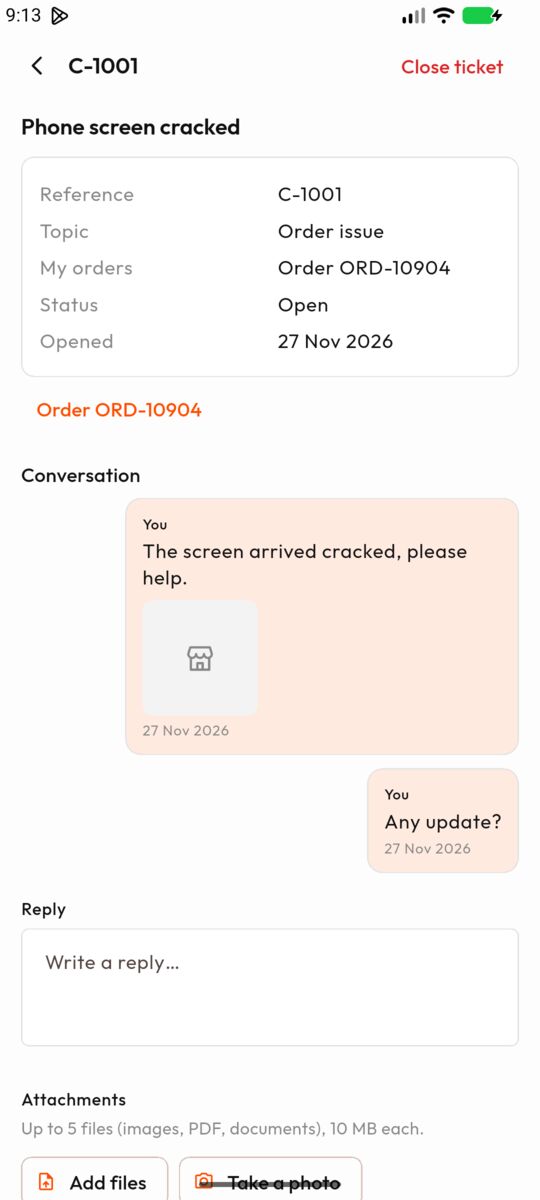 9:13
C-1001
Close ticket
Phone screen cracked
Reference C-1001
Topic Order issue
My orders Order ORD-10904
Status Open
Opened 27 Nov 2026
Order ORD-10904
Conversation
You
The screen arrived cracked, please
help.
27 Nov 2026
You
Any update?
27 Nov 2026
Reply
Write a reply...
Attachments
Up to 5 files (images, PDF, documents), 10 MB each.
Add files
Take a photo